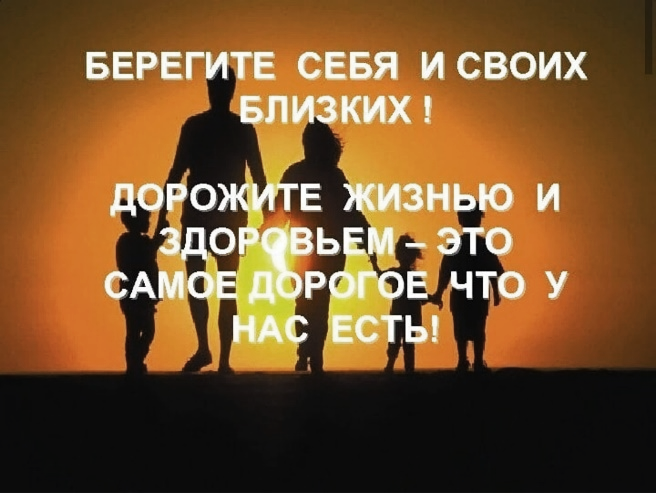 БЕРЕГИТЕ СЕБЯ И СВОИХ
БЛИЗКИХ !
ДОРОЖИТЕ ЖИЗНЬЮ И
ЗДОРОВЬЕМ – ЭТО
САМОЕ ДОРОГОЕ ЧТО У
НАС ЕСТЬ!